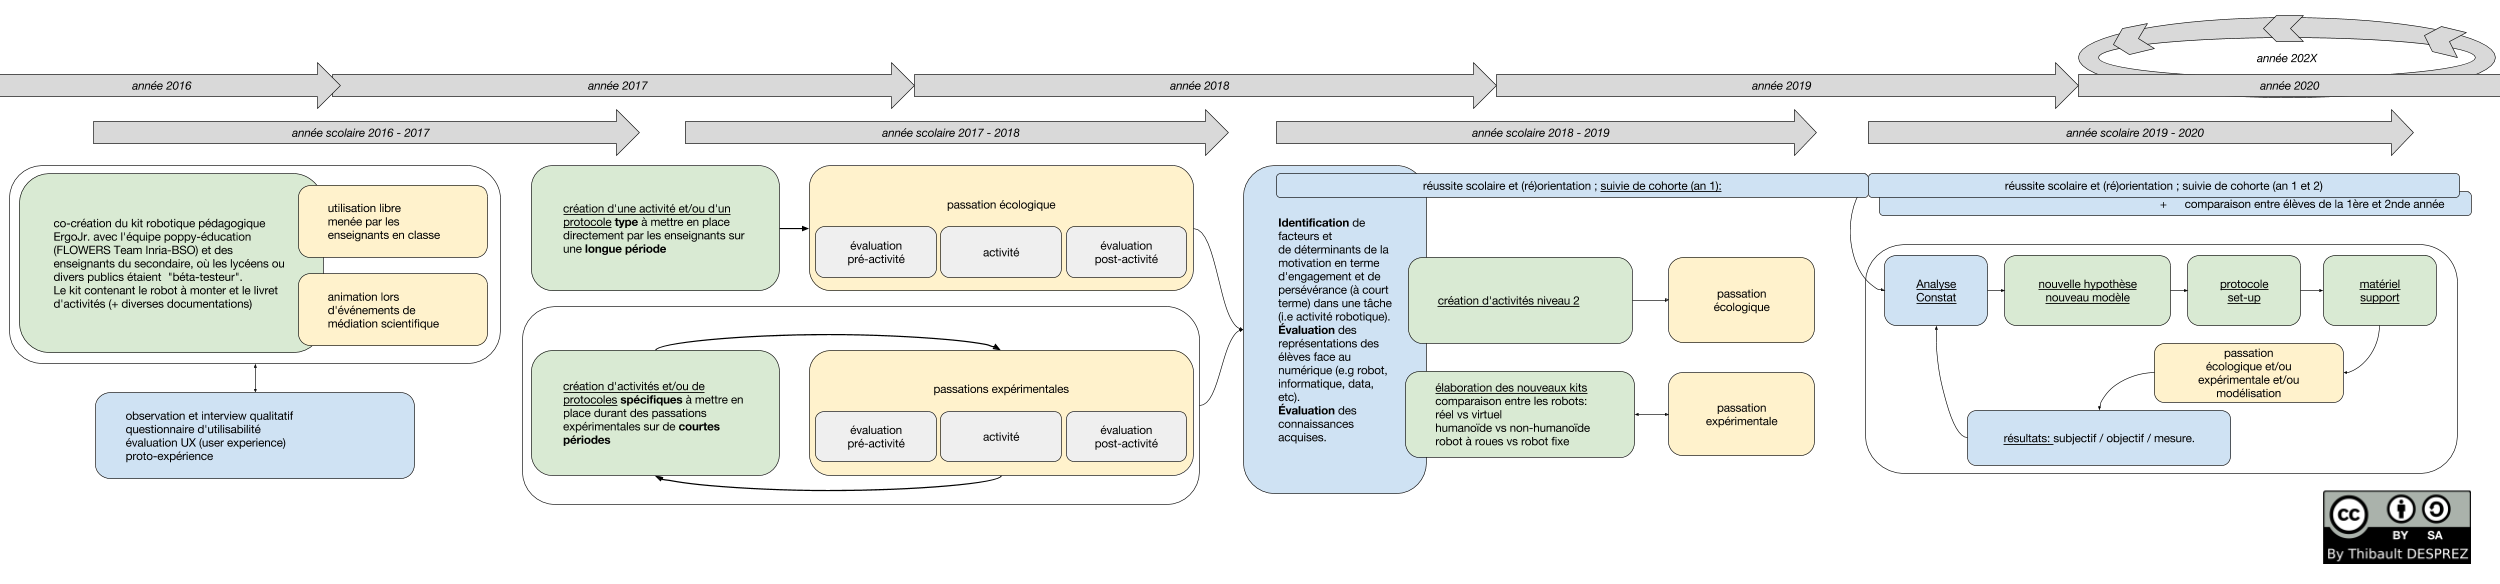 année 202X
année 2016
année 2017
année 2018
année 2019
année 2020
année scolaire 2016 - 2017
année scolaire 2017 - 2018
année scolaire 2018 - 2019
année scolaire 2019 - 2020
co-création du kit robotique pédagogique
ErgoJr. avec l'équipe poppy-éducation
(FLOWERS Team Inria-BSO) et des
enseignants du secondaire, où les lycéens ou
divers publics étaient "béta-testeur".
Le kit contenant le robot à monter et le livret
d'activités (+ diverses documentations)
utilisation libre
menée par les
enseignants en classe
animation lors
d'événements de
médiation scientifique
observation et interview qualitatif
questionnaire d'utilisabilité
évaluation UX (user experience)
proto-expérience
création d'une activité et/ou d'un
protocole type à mettre en place
directement par les enseignants sur
une longue période
passation écologique
évaluation
pré-activité
activité
évaluation
post-activité
création d'activités et/ou de
protocoles spécifiques à mettre en
place durant des passations
expérimentales sur de courtes
périodes
passations expérimentales
évaluation
pré-activité
activité
évaluation
post-activité
réussite scolaire et (ré)orientation ; suivie de cohorte (an 1):
Identification de
facteurs et
de déterminants de la
motivation en terme
d'engagement et de
persévérance (à court
terme) dans une tâche
(i.e activité robotique).
Évaluation des
représentations des
élèves face au
numérique (e.g robot,
informatique, data,
etc).
Évaluation des
connaissances
acquises.
création d'activités niveau 2
passation
écologique
élaboration des nouveaux kits
comparaison entre les robots:
réel vs virtuel
humanoïde vs non-humanoïde
robot à roues vs robot fixe
passation
expérimentale
réussite scolaire et (ré)orientation ; suivie de cohorte (an 1 et 2)
+ comparaison entre élèves de la 1ère et 2nde année
Analyse
Constat
nouvelle hypothèse
nouveau modèle
protocole
set-up
matériel
support
passation
écologique et/ou
expérimentale et/ou
modélisation
résultats: subjectif / objectif / mesure.
cc
BY SA
By Thibault DESPREZ